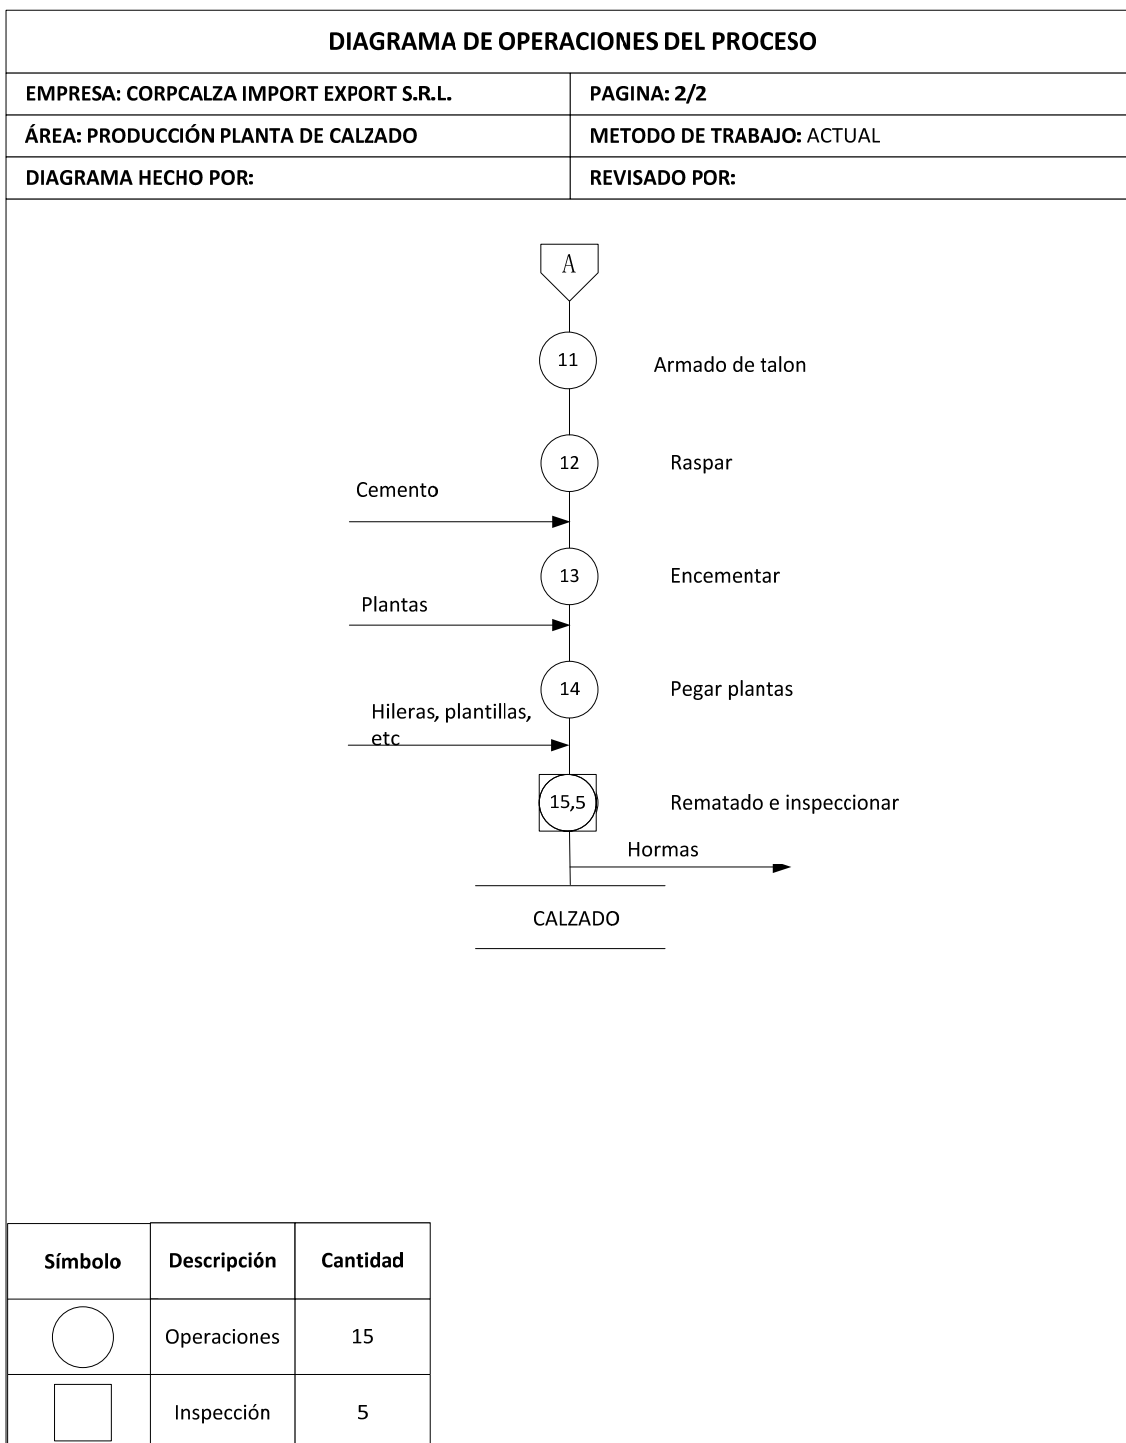 DIAGRAMA DE OPERACIONES DEL PROCESO
EMPRESA: CORPCALZA IMPORT EXPORT S.R.L.
PAGINA: 2/2
ÁREA: PRODUCCIÓN PLANTA DE CALZADO
METODO DE TRABAJO: ACTUAL
DIAGRAMA HECHO POR:
REVISADO POR:
A
11
Armado de talon
12
Raspar
Cemento
13
Encementar
Plantas
14
Pegar plantas
Hileras, plantillas,
etc
15,5
Rematado e inspeccionar
Hormas
CALZADO
Símbolo
Descripción
Cantidad
Operaciones
15
Inspección
5